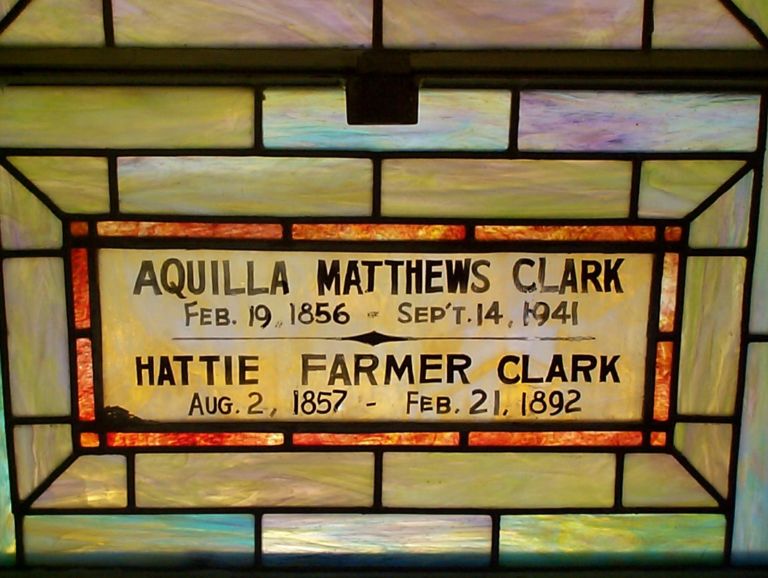 AQUILLA MATTHEWS CLARK
FEB. 19, 1856 - SEP'T. 14, 1941
HATTIE FARMER CLARK
AUG. 2, 1857 - FEB. 21, 1892